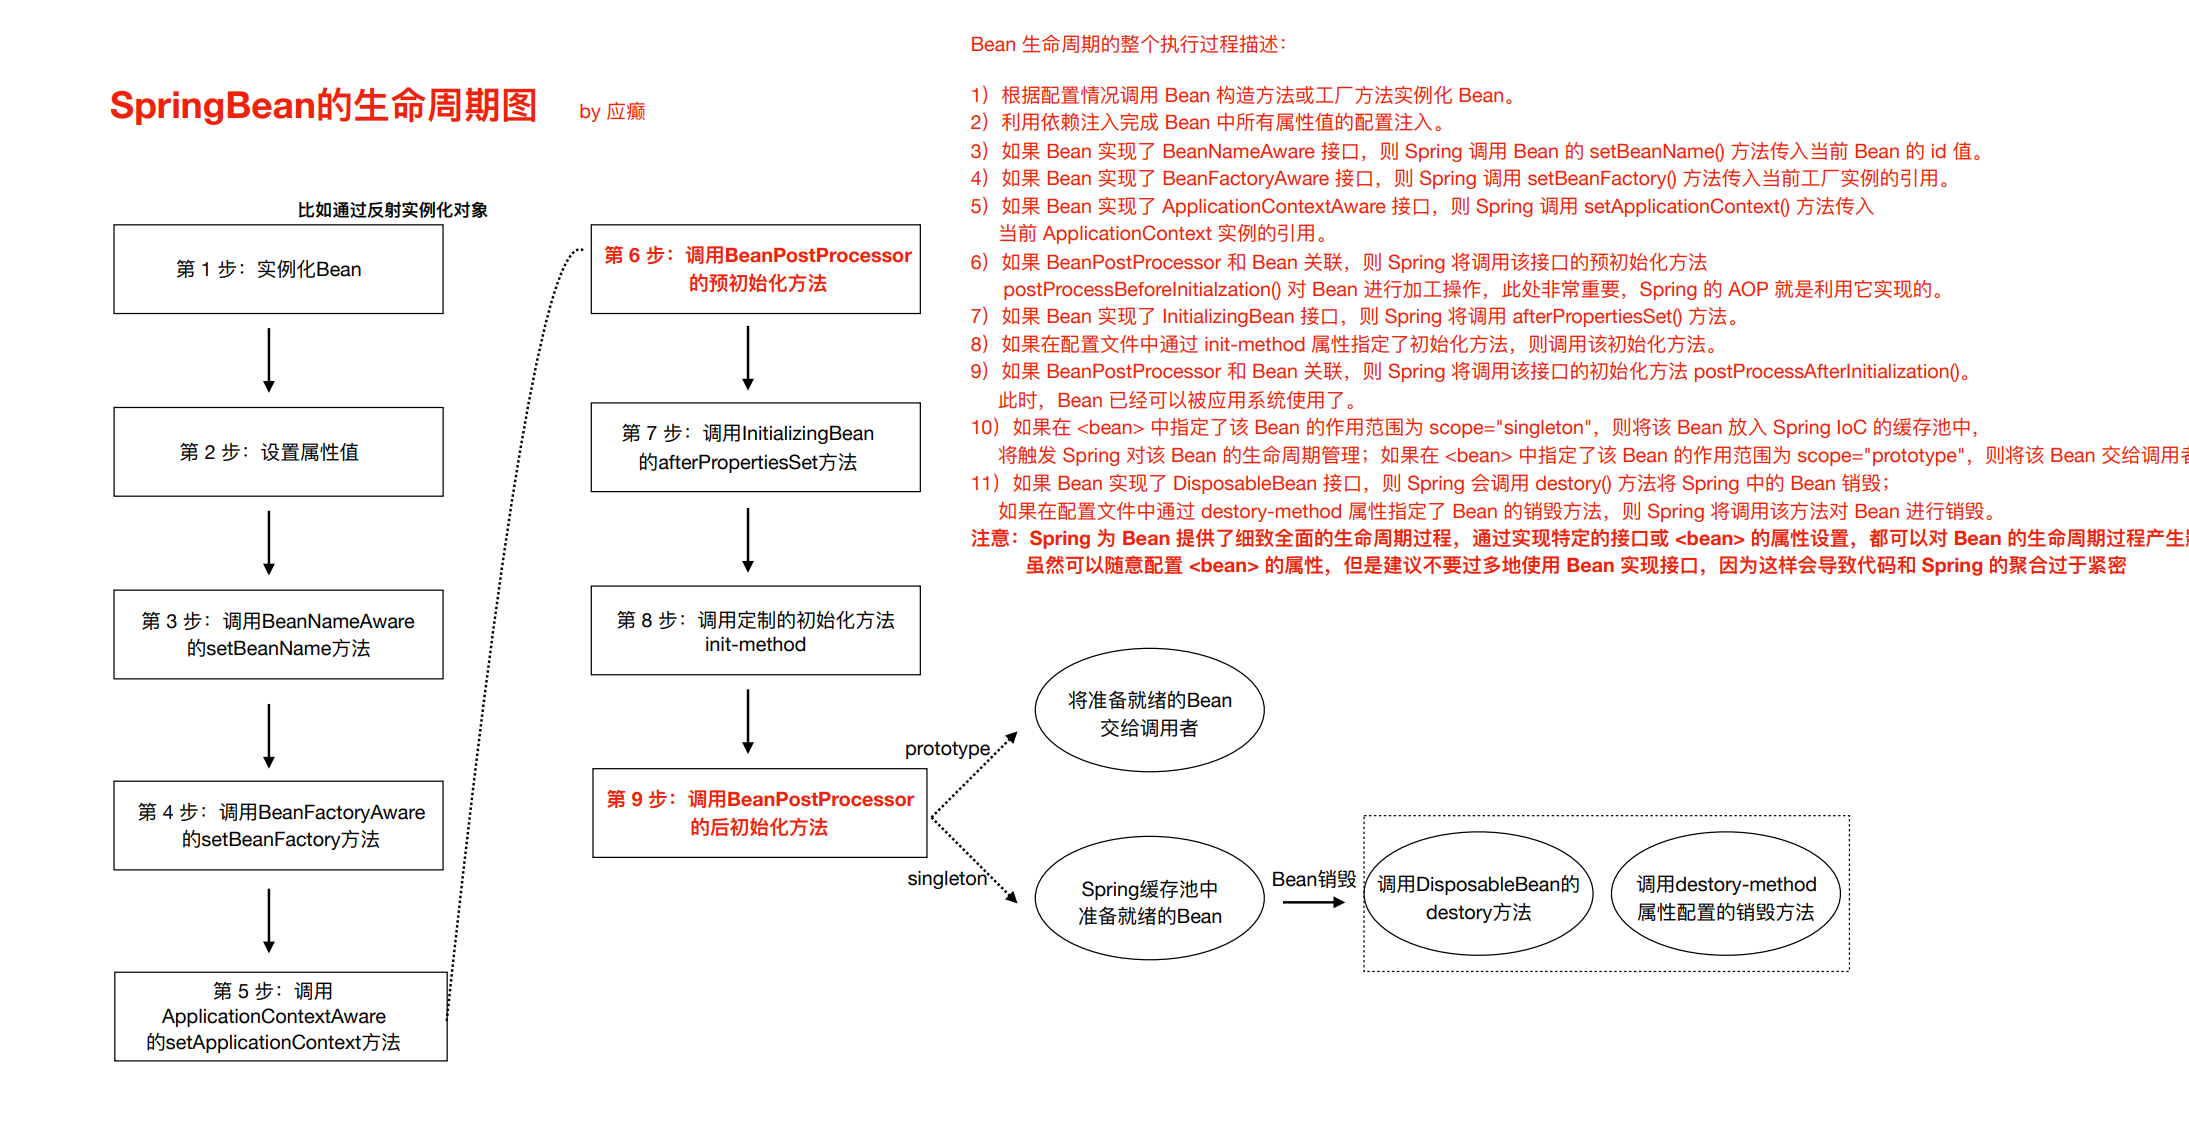 SpringBean的生命周期图 by 应癫
比如通过反射实例化对象
第 1 步：实例化Bean
第 2 步：设置属性值
第 3 步：调用BeanNameAware
的setBeanName方法
第 4 步：调用BeanFactoryAware
的setBeanFactory方法
第 5 步：调用
ApplicationContextAware
的setApplicationContext方法
第 6 步：调用BeanPostProcessor
的预初始化方法
第 7 步：调用InitializingBean
的afterPropertiesSet方法
第 8 步：调用定制的初始化方法
init-method
第 9 步：调用BeanPostProcessor
的后初始化方法
prototype
singleton
将准备就绪的Bean
交给调用者
Spring缓存池中
准备就绪的Bean
Bean销毁
调用DisposableBean的
destory方法
调用destory-method
属性配置的销毁方法
Bean 生命周期的整个执行过程描述：
1）根据配置情况调用 Bean 构造方法或工厂方法实例化 Bean。
2）利用依赖注入完成 Bean 中所有属性值的配置注入。
3）如果 Bean 实现了 BeanNameAware 接口，则 Spring 调用 Bean 的 setBeanName() 方法传入当前 Bean 的 id 值。
4）如果 Bean 实现了 BeanFactoryAware 接口，则 Spring 调用 setBeanFactory() 方法传入当前工厂实例的引用。
5）如果 Bean 实现了 ApplicationContextAware 接口，则 Spring 调用 setApplicationContext() 方法传入
当前 ApplicationContext 实例的引用。
6）如果 BeanPostProcessor 和 Bean 关联，则 Spring 将调用该接口的预初始化方法
postProcessBeforeInitialzation() 对 Bean 进行加工操作，此处非常重要，Spring 的 AOP 就是利用它实现的。
7）如果 Bean 实现了 InitializingBean 接口，则 Spring 将调用 afterPropertiesSet() 方法。
8）如果在配置文件中通过 init-method 属性指定了初始化方法，则调用该初始化方法。
9）如果 BeanPostProcessor 和 Bean 关联，则 Spring 将调用该接口的初始化方法 postProcessAfterInitialization()。
此时，Bean 已经可以被应用系统使用了。
10）如果在 <bean> 中指定了该 Bean 的作用范围为 scope="singleton"，则将该 Bean 放入 Spring IoC 的缓存池中，
将触发 Spring 对该 Bean 的生命周期管理；如果在 <bean> 中指定了该 Bean 的作用范围为 scope="prototype"，则将该 Bean 交给调用
11）如果 Bean 实现了 DisposableBean 接口，则 Spring 会调用 destory() 方法将 Spring 中的 Bean 销毁；
如果在配置文件中通过 destory-method 属性指定了 Bean 的销毁方法，则 Spring 将调用该方法对 Bean 进行销毁。
注意：Spring 为 Bean 提供了细致全面的生命周期过程，通过实现特定的接口或 <bean> 的属性设置，都可以对 Bean 的生命周期过程产生
虽然可以随意配置 <bean> 的属性，但是建议不要过多地使用 Bean 实现接口，因为这样会导致代码和 Spring 的聚合过于紧密